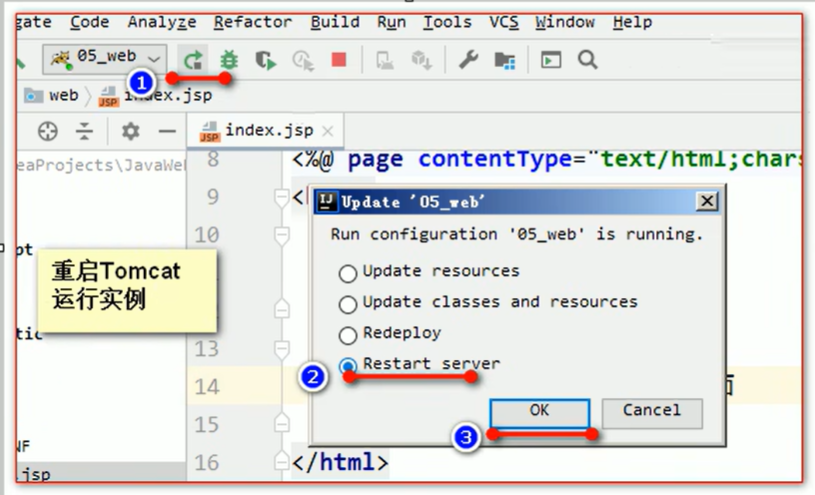 gate Code Analyze Refactor Build Run Tools VCS Window Help
05_web
1
web index.jsp
JSP
index.jsp
JSP
eaProjects\JavaWe
8 <%@ page contentType="text/html;char
9 <
10
pt
重启Tomcat
运行实例
tic
13
14
15
NF
.jsp
16 </html>
Update '05_web'
Run configuration '05_web' is running.
Update resources
Update classes and resources
Redeploy
2 Restart server
OK Cancel
3